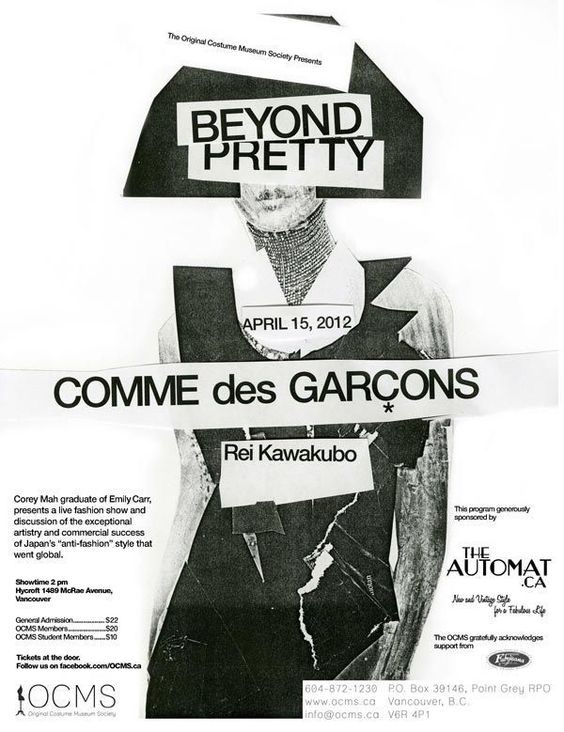 The Original Costume Museum Society Presents
BEYOND
PRETTY
APRIL 15, 2012
COMME des GARÇONS
*
Rei Kawakubo
Corey Mah graduate of Emily Carr,
presents a live fashion show and
discussion of the exceptional
artistry and commercial success
of Japan's "anti-fashion" style that
went global.
Showtime 2 pm
Hycroft 1489 McRae Avenue,
Vancouver
General Admission.................... $22
OCMS Members.......................$20
OCMS Student Members ......$10
Tickets at the door.
Follow us on facebook.com/OCMS.ca
OCMS
Original Costume Museum Society
This program generously
sponsored by
THE
AUTOMAT
.CA
New and Vintage Style
for a Fabulous Life
The OCMS gratefully acknowledges
support from
604-872-1230 P.O. Box 39146, Point Grey RPO
www.ocms.ca Vancouver, B.C.
info@ocms.ca V6R 4P1